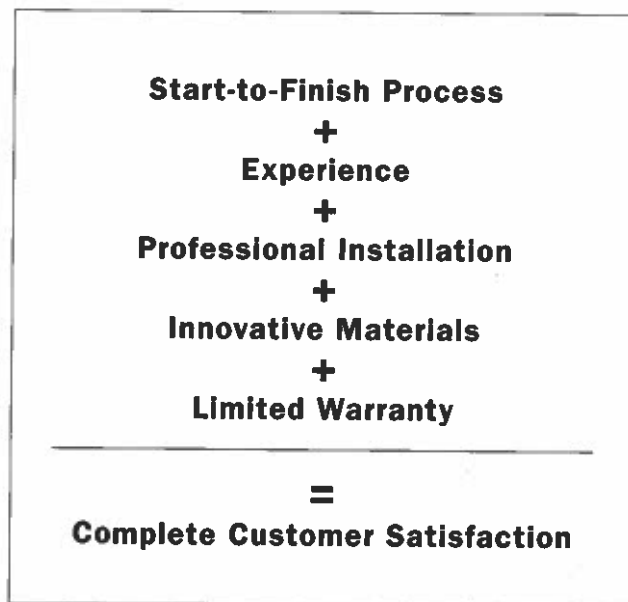 Start-to-Finish Process
+
Experience
+
Professional Installation
+
Innovative Materials
+
Limited Warranty
=
Complete Customer Satisfaction